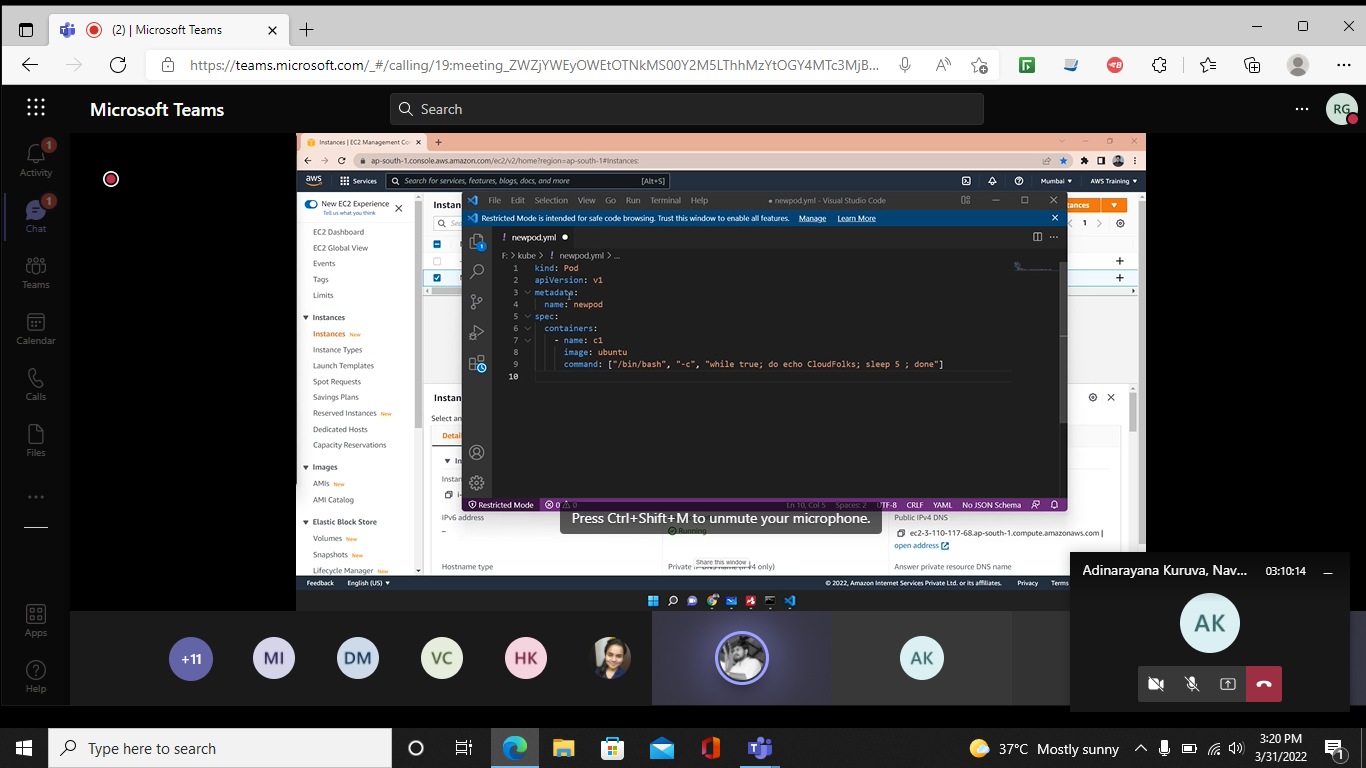 (2) | Microsoft Teams
https://teams.microsoft.com/_#/calling/19:meeting_ZWZjYWEyOWEtOTNkMS00Y2M5LThhMzYtOGY4MTc3MjB...
Microsoft Teams
Search
RG
1
Activity
1
Chat
Teams
Calendar
Calls
Files
Apps
Help
Instances | EC2 Management Co
ap-south-1.console.aws.amazon.com/ec2/v2/home?region=ap-south-1#Instances:
aws
Services
Search for services, features, blogs, docs, and more
[Alt+S]
Mumbai
AWS Training
New EC2 Experience
Tell us what you think
EC2 Dashboard
EC2 Global View
Events
Tags
Limits
Instances
Instances New
Instance Types
Launch Templates
Spot Requests
Savings Plans
Reserved Instances New
Dedicated Hosts
Capacity Reservations
Images
AMIs New
AMI Catalog
Elastic Block Store
Volumes New
Snapshots New
Lifecycle Manager New
File Edit Selection View Go Run Terminal Help
newpod.yml - Visual Studio Code
Restricted Mode is intended for safe code browsing. Trust this window to enable all features. Manage Learn More
! newpod.yml
F: > kube > ! newpod.yml > ...
1 kind: Pod
2 apiVersion: v1
3 metadata:
4 name: newpod
5 spec:
6 containers:
7 - name: c1
8 image: ubuntu
9 command: ["/bin/bash", "-c", "while true; do echo CloudFolks; sleep 5 ; done"]
10
Restricted Mode
0 0
Ln 10, Col 5
Spaces: 2
UTF-8
CRLF
YAML
No JSON Schema
Press Ctrl+Shift+M to unmute your microphone.
IPv6 address
–
Running
Public IPv4 DNS
ec2-3-110-117-68.ap-south-1.compute.amazonaws.com |
open address
Share this window
Hostname type
Private IP DNS name (IPv4 only)
Answer private resource DNS name
Feedback
English (US)
© 2022, Amazon Internet Services Private Ltd. or its affiliates.
Privacy
Terms
Adinarayana Kuruva, Nav...
03:10:14
AK
+11
MI
DM
VC
HK
AK
Type here to search
37°C Mostly sunny
3:20 PM
3/31/2022
1